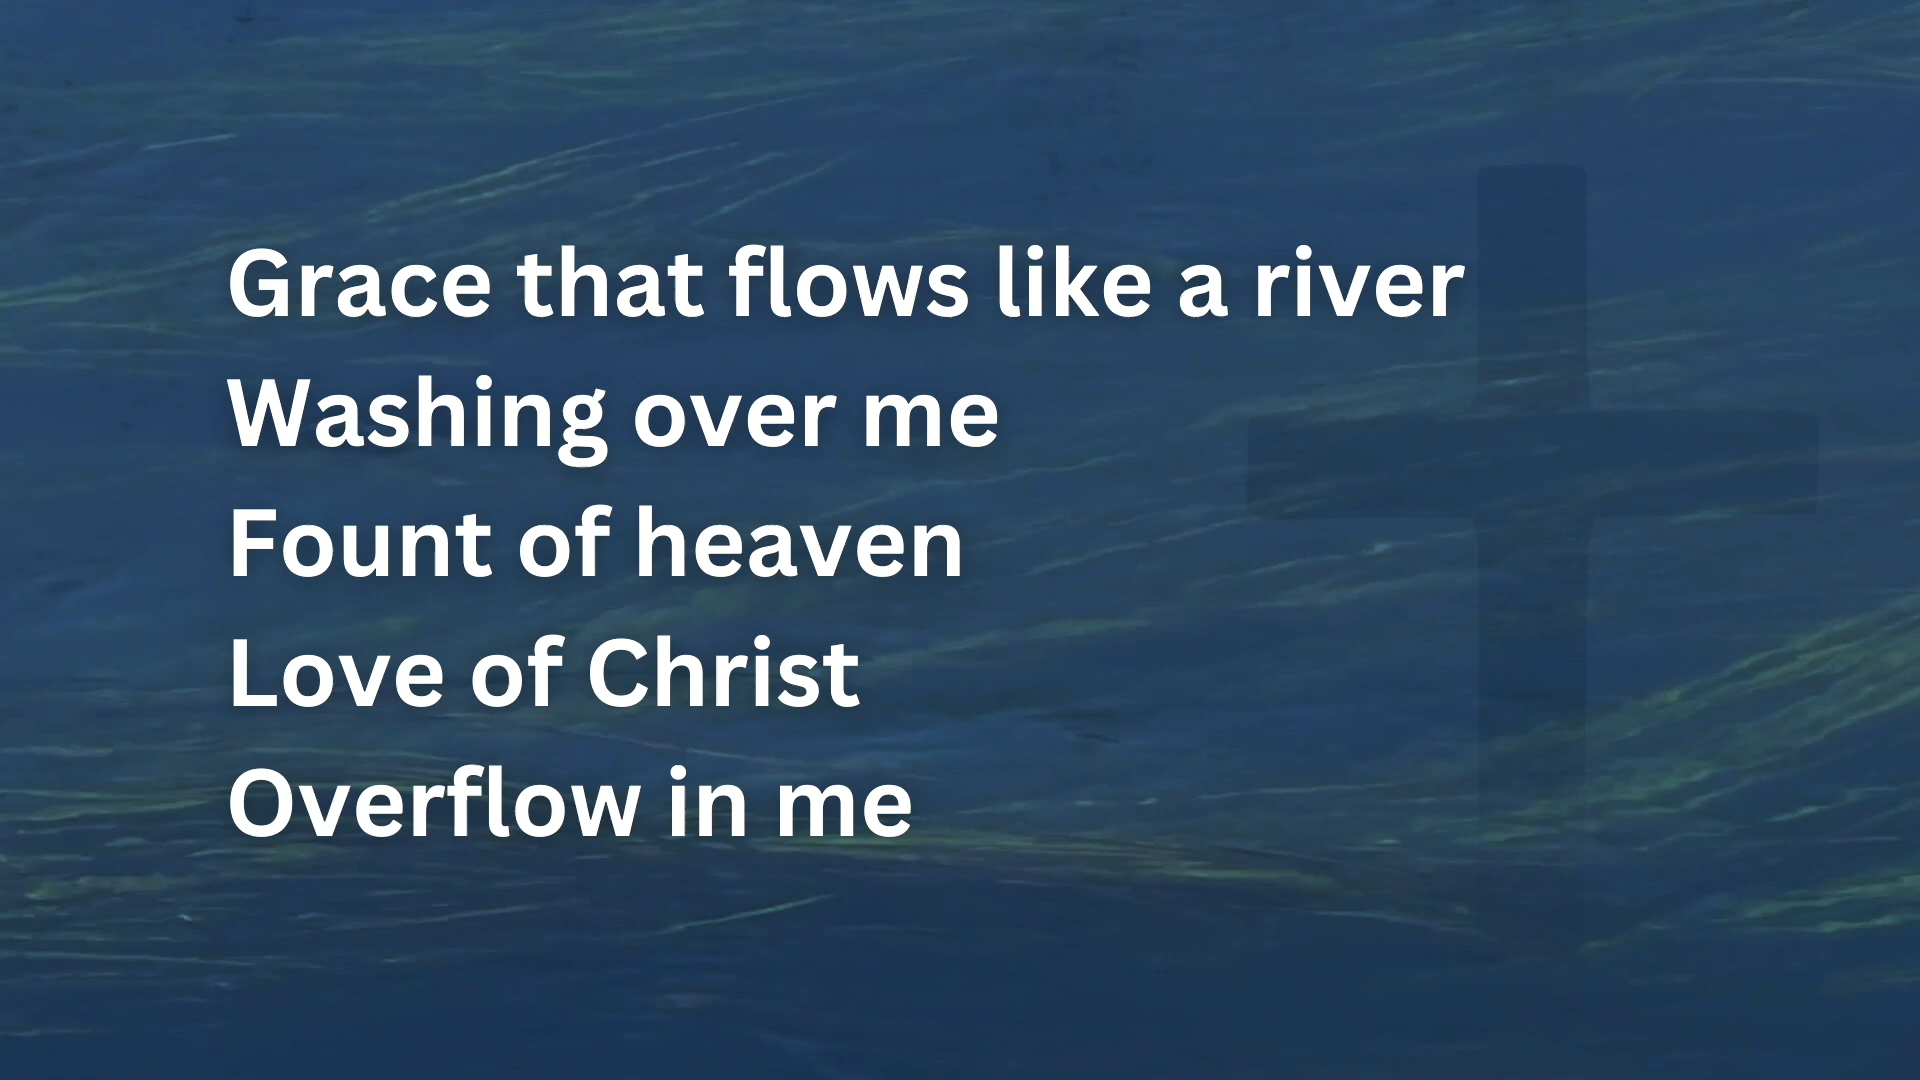 Grace that flows like a river
Washing over me
Fount of heaven
Love of Christ
Overflow in me